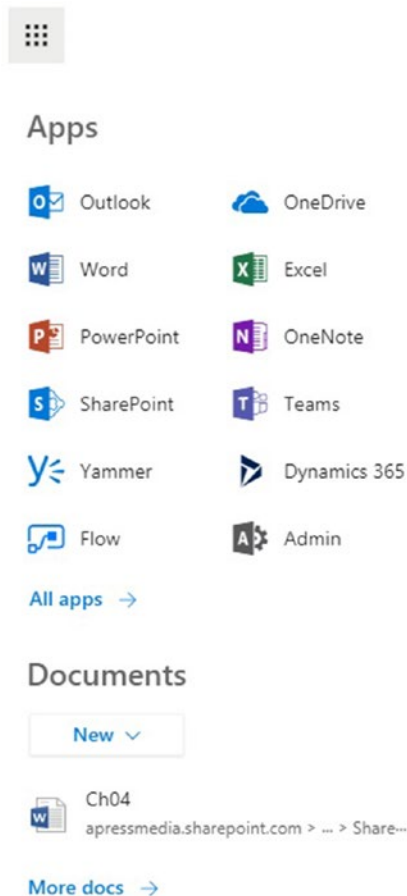 Apps
Outlook OneDrive
Word Excel
PowerPoint OneNote
SharePoint Teams
Yammer Dynamics 365
Flow Admin
All apps →
Documents
New
Ch04
apressmedia.sharepoint.com > ... > Share...
More docs →